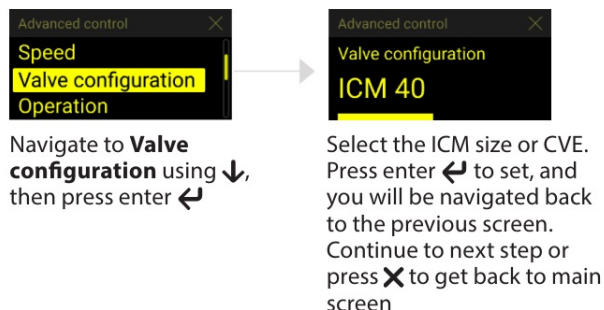 Advanced control
Speed
Valve configuration
Operation
Navigate to Valve
configuration using ↓,
then press enter ↵
Advanced control
Valve configuration
ICM 40
Select the ICM size or CVE.
Press enter ↵ to set, and
you will be navigated back
to the previous screen.
Continue to next step or
press ✕ to get back to main
screen